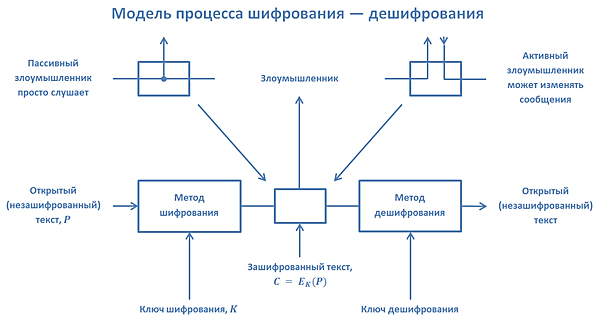 Модель процесса шифрования — дешифрования
Пассивный
злоумышленник
просто слушает
Злоумышленник
Активный
злоумышленник
может изменять
сообщения
Открытый
(незашифрованный)
текст, P
Метод
шифрования
Метод
дешифрования
Открытый
(незашифрованный)
текст
Зашифрованный текст,
C = E_K(P)
Ключ шифрования, K
Ключ дешифрования